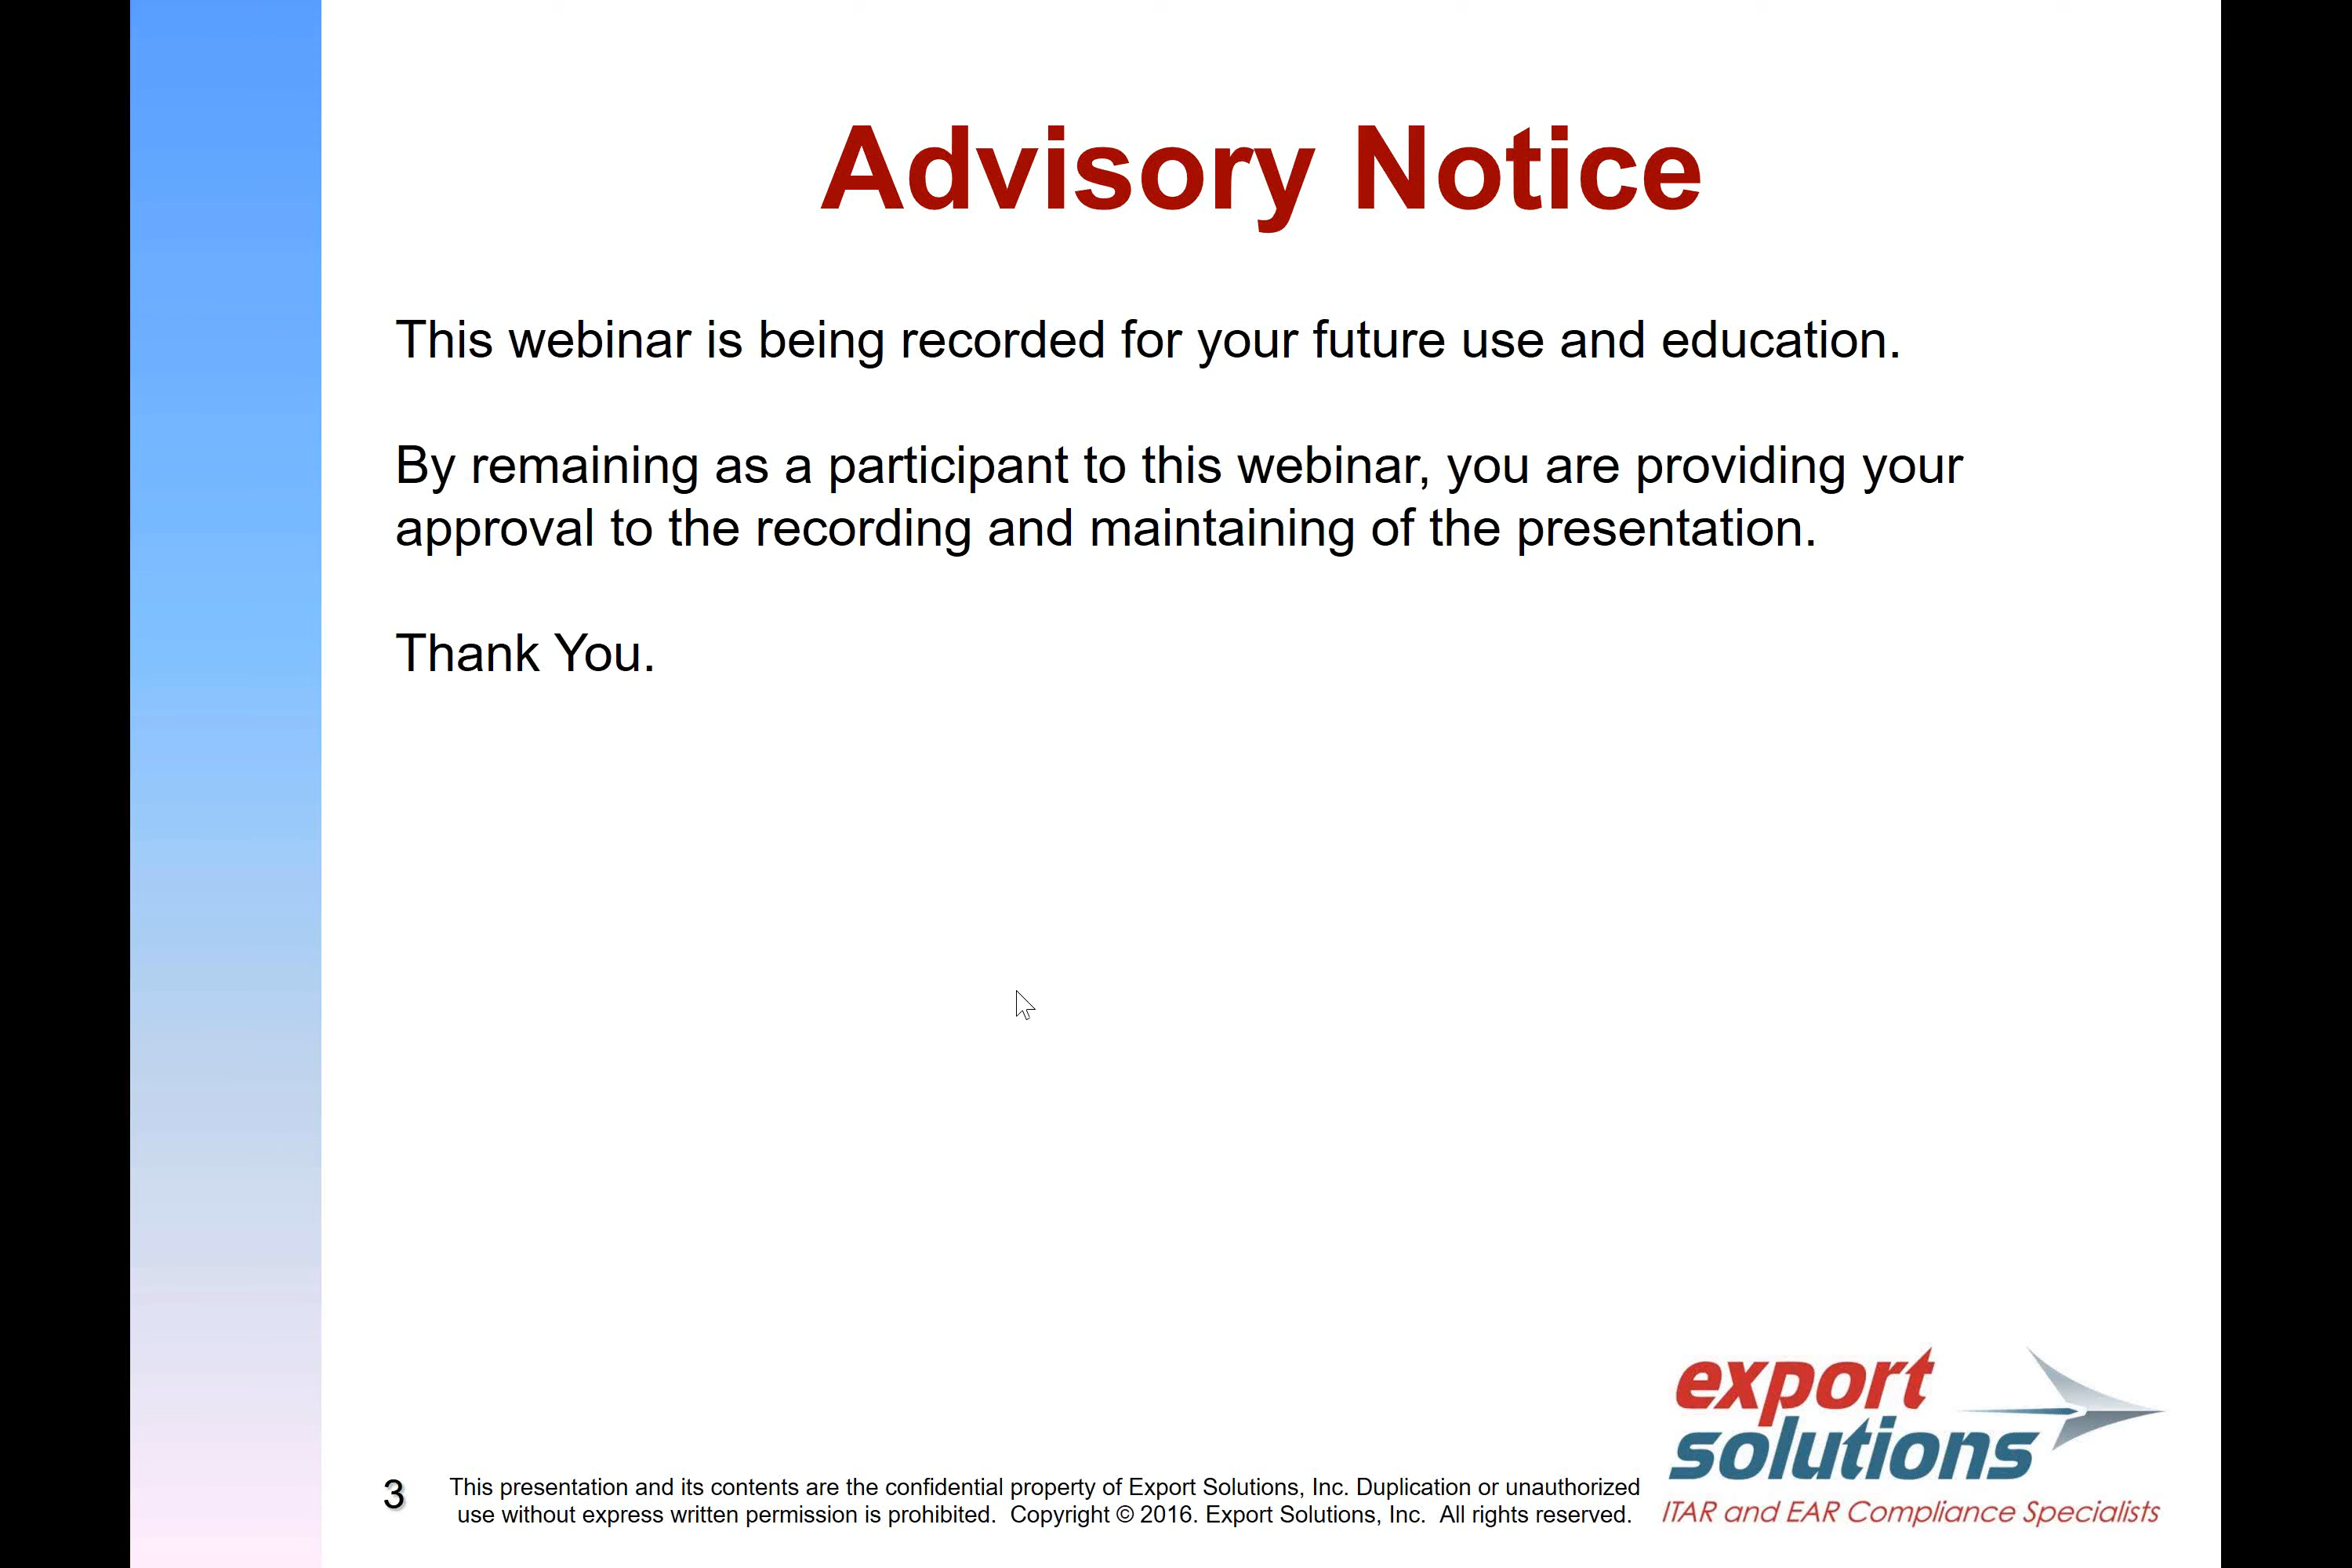 Advisory Notice
This webinar is being recorded for your future use and education.
By remaining as a participant to this webinar, you are providing your
approval to the recording and maintaining of the presentation.
Thank You.
3
This presentation and its contents are the confidential property of Export Solutions, Inc. Duplication or unauthorized
use without express written permission is prohibited.  Copyright © 2016. Export Solutions, Inc.  All rights reserved.
export
solutions
ITAR and EAR Compliance Specialists